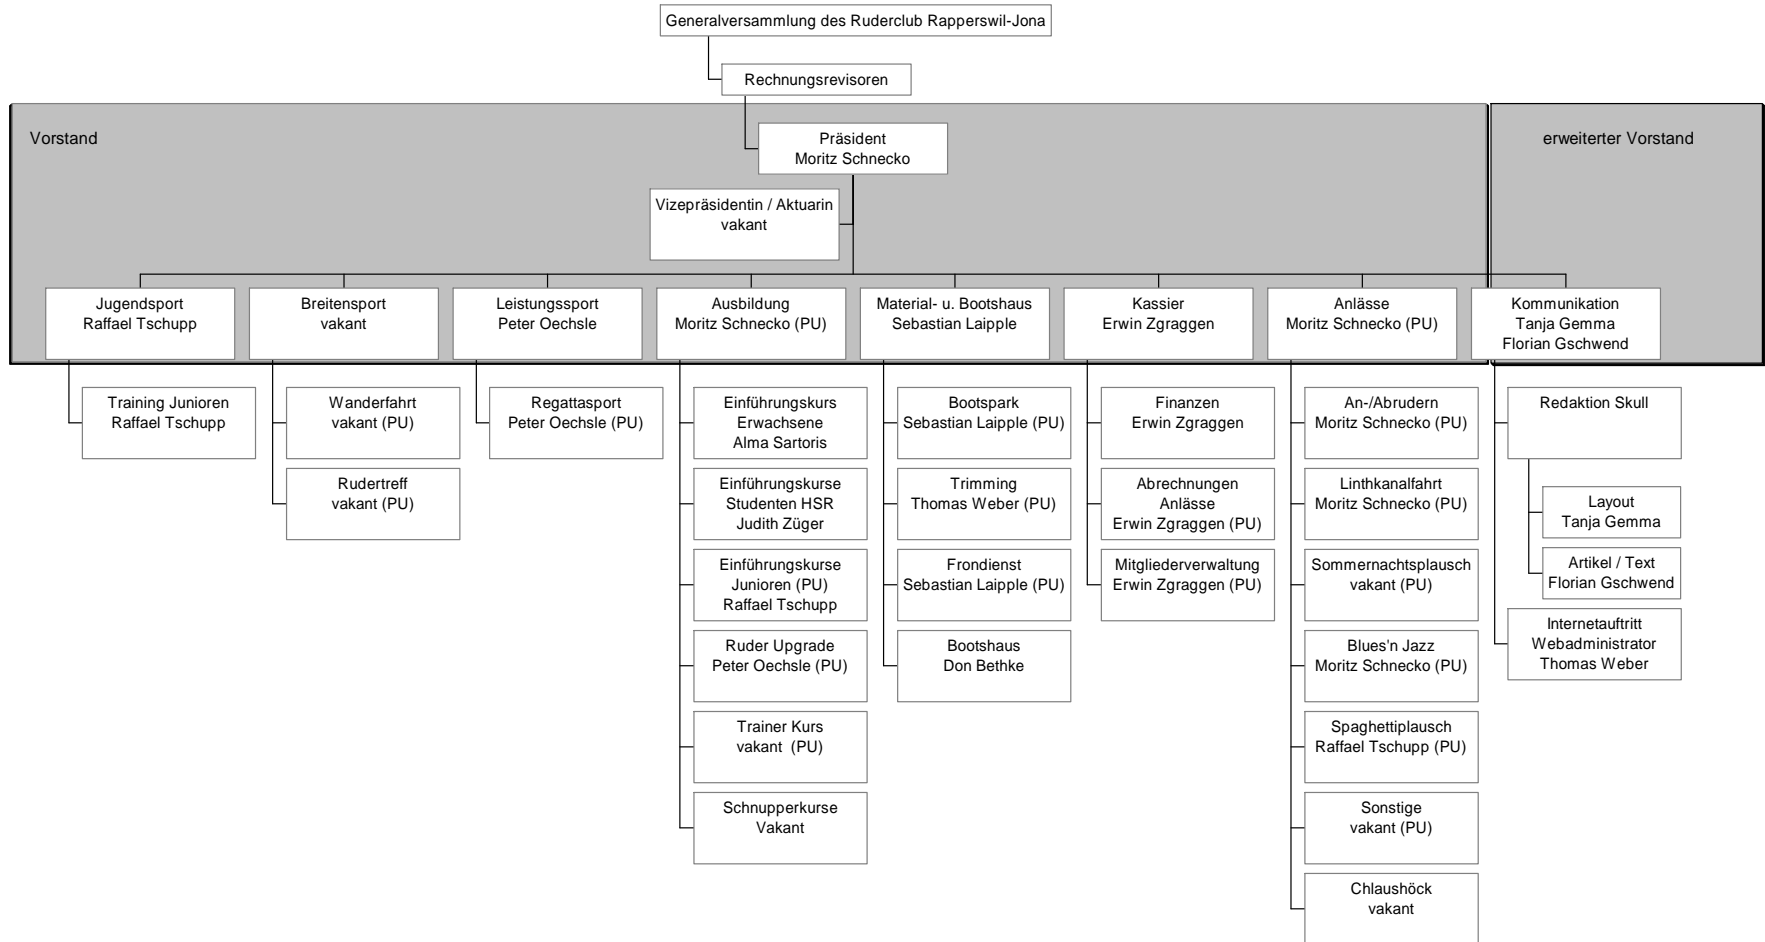 Generalversammlung des Ruderclub Rapperswil-Jona
Rechnungsrevisoren
Vorstand
erweiterter Vorstand
Präsident
Moritz Schnecko
Vizepräsidentin / Aktuarin
vakant
Jugendsport
Raffael Tschupp
Breitensport
vakant
Leistungssport
Peter Oechsle
Ausbildung
Moritz Schnecko (PU)
Material- u. Bootshaus
Sebastian Laipple
Kassier
Erwin Zgraggen
Anlässe
Moritz Schnecko (PU)
Kommunikation
Tanja Gemma
Florian Gschwend
Training Junioren
Raffael Tschupp
Wanderfahrt
vakant (PU)
Rudertreff
vakant (PU)
Regattasport
Peter Oechsle (PU)
Einführungskurs
Erwachsene
Alma Sartoris
Einführungskurse
Studenten HSR
Judith Züger
Einführungskurse
Junioren (PU)
Raffael Tschupp
Ruder Upgrade
Peter Oechsle (PU)
Trainer Kurs
vakant (PU)
Schnupperkurse
Vakant
Bootspark
Sebastian Laipple (PU)
Trimming
Thomas Weber (PU)
Frondienst
Sebastian Laipple (PU)
Bootshaus
Don Bethke
Finanzen
Erwin Zgraggen
Abrechnungen
Anlässe
Erwin Zgraggen (PU)
Mitgliederverwaltung
Erwin Zgraggen (PU)
An-/Abrudern
Moritz Schnecko (PU)
Linthkanalfahrt
Moritz Schnecko (PU)
Sommernachtsplausch
vakant (PU)
Blues'n Jazz
Moritz Schnecko (PU)
Spaghettiplausch
Raffael Tschupp (PU)
Sonstige
vakant (PU)
Chlaushöck
vakant
Redaktion Skull
Layout
Tanja Gemma
Artikel / Text
Florian Gschwend
Internetauftritt
Webadministrator
Thomas Weber